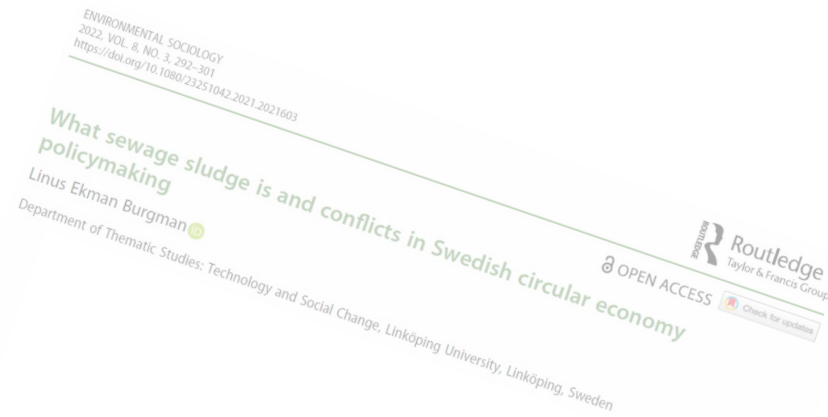 ENVIRONMENTAL SOCIOLOGY
2022, VOL. 8, NO. 3, 292–301
https://doi.org/10.1080/23251042.2021.2021603
ROUTLEDGE
Routledge
Taylor & Francis Group
OPEN ACCESS
Check for updates
What sewage sludge is and conflicts in Swedish circular economy
policymaking
Linus Ekman Burgman iD
Department of Thematic Studies: Technology and Social Change, Linköping University, Linköping, Sweden